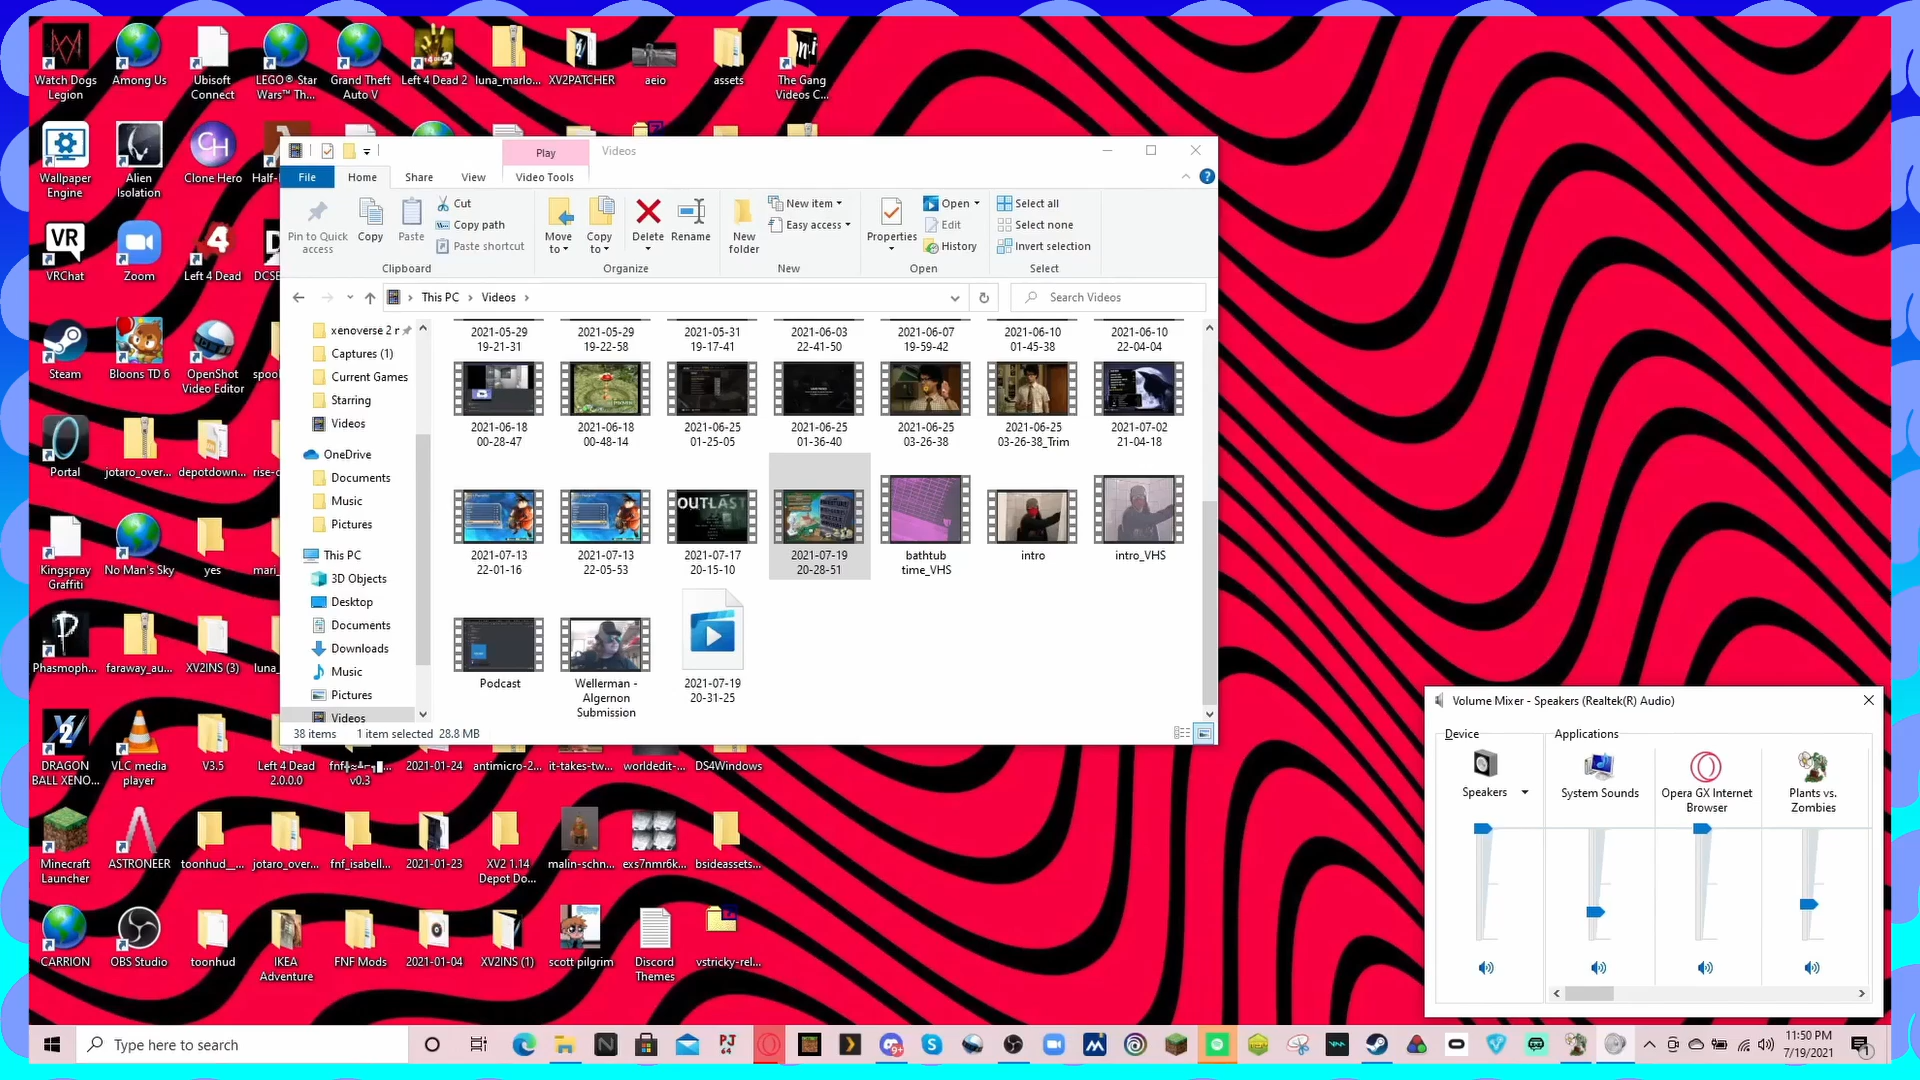 Watch Dogs
Legion
Among Us
Ubisoft
Connect
LEGO® Star
Wars™ Th...
Grand Theft
Auto V
Left 4 Dead 2
luna_marlo...
XV2PATCHER
aeio
assets
The Gang
Videos C...
Wallpaper
Engine
Alien
Isolation
CH
Clone Hero
VR
VRChat
Zoom
4
Left 4 Dead
Steam
Bloons TD 6
OpenShot
Video Editor
Portal
jotaro_over...
depotdown...
Kingspray
Graffiti
No Man's Sky
yes
Phasmoph...
faraway_au...
XV2INS (3)
DRAGON
BALL XENO...
VLC media
player
V3.5
Left 4 Dead
2.0.0.0
v0.3
2021-01-24
antimicro-2...
it-takes-tw...
worldedit-...
DS4Windows
Minecraft
Launcher
ASTRONEER
toonhud__...
jotaro_over...
fnf_isabell...
2021-01-23
XV2 1.14
Depot Do...
malin-schn...
exs7nmr6k...
bsideassets...
CARRION
OBS Studio
toonhud
IKEA
Adventure
FNF Mods
2021-01-04
XV2INS (1)
scott pilgrim
Discord
Themes
vstricky-rel...
Play
Videos
File
Home
Share
View
Video Tools
Pin to Quick
access
Copy
Paste
Cut
Copy path
Paste shortcut
Clipboard
Move
to
Copy
to
Delete
Rename
Organize
New
folder
New item
Easy access
New
Properties
Open
Edit
History
Open
Select all
Select none
Invert selection
Select
This PC
Videos
Search Videos
xenoverse 2 r
Captures (1)
Current Games
Starring
Videos
OneDrive
Documents
Music
Pictures
This PC
3D Objects
Desktop
Documents
Downloads
Music
Pictures
Videos
2021-05-29
19-21-31
2021-05-29
19-22-58
2021-05-31
19-17-41
2021-06-03
22-41-50
2021-06-07
19-59-42
2021-06-10
01-45-38
2021-06-10
22-04-04
2021-06-18
00-28-47
2021-06-18
00-48-14
2021-06-25
01-25-05
2021-06-25
01-36-40
2021-06-25
03-26-38
2021-06-25
03-26-38_Trim
2021-07-02
21-04-18
2021-07-13
22-01-16
2021-07-13
22-05-53
OUTLAST
2021-07-17
20-15-10
2021-07-19
20-28-51
bathtub
time_VHS
intro
intro_VHS
Podcast
Wellerman -
Algernon
Submission
2021-07-19
20-31-25
38 items
1 item selected 28.8 MB
Volume Mixer - Speakers (Realtek(R) Audio)
Device
Applications
Speakers
System Sounds
Opera GX Internet
Browser
Plants vs.
Zombies
Type here to search
PJ
64
9+
11:50 PM
7/19/2021
1